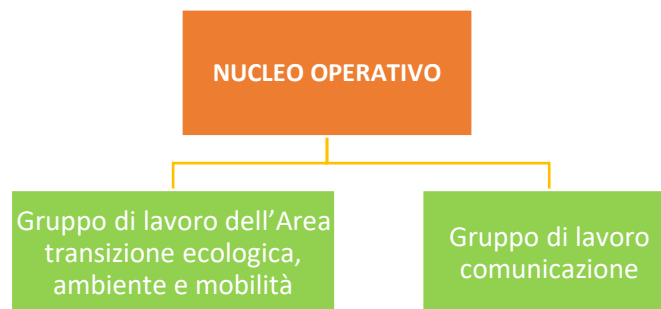 NUCLEO OPERATIVO
Gruppo di lavoro dell’Area
transizione ecologica,
ambiente e mobilità
Gruppo di lavoro
comunicazione